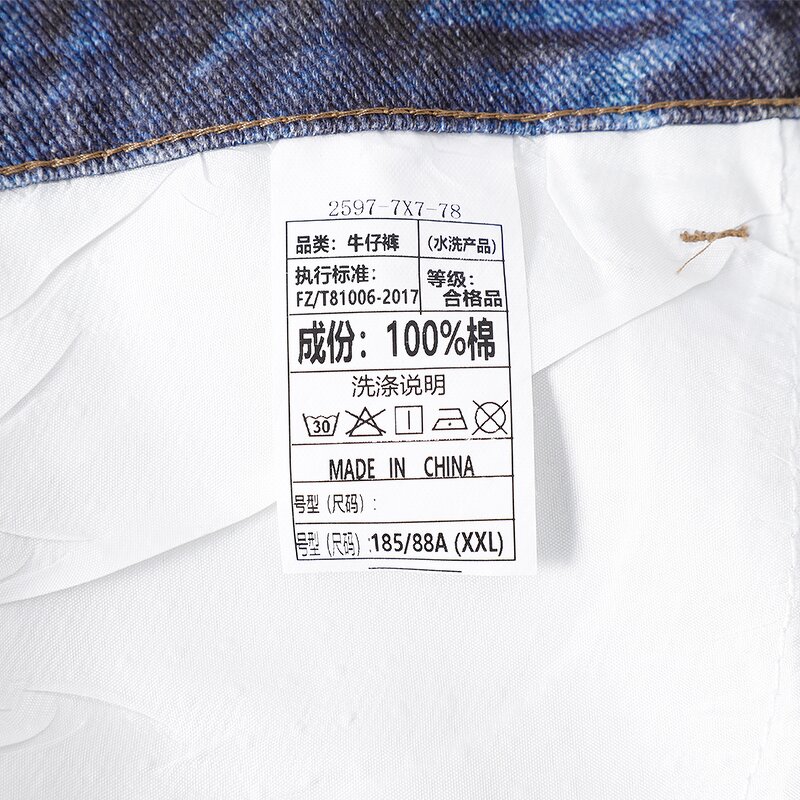 2597-7X7-78
品类：牛仔裤 （水洗产品）
执行标准： 等级：
FZ/T81006-2017 合格品
成份：100%棉
洗涤说明
30
MADE IN CHINA
号型（尺码）：
号型（尺码）:185/88A (XXL)